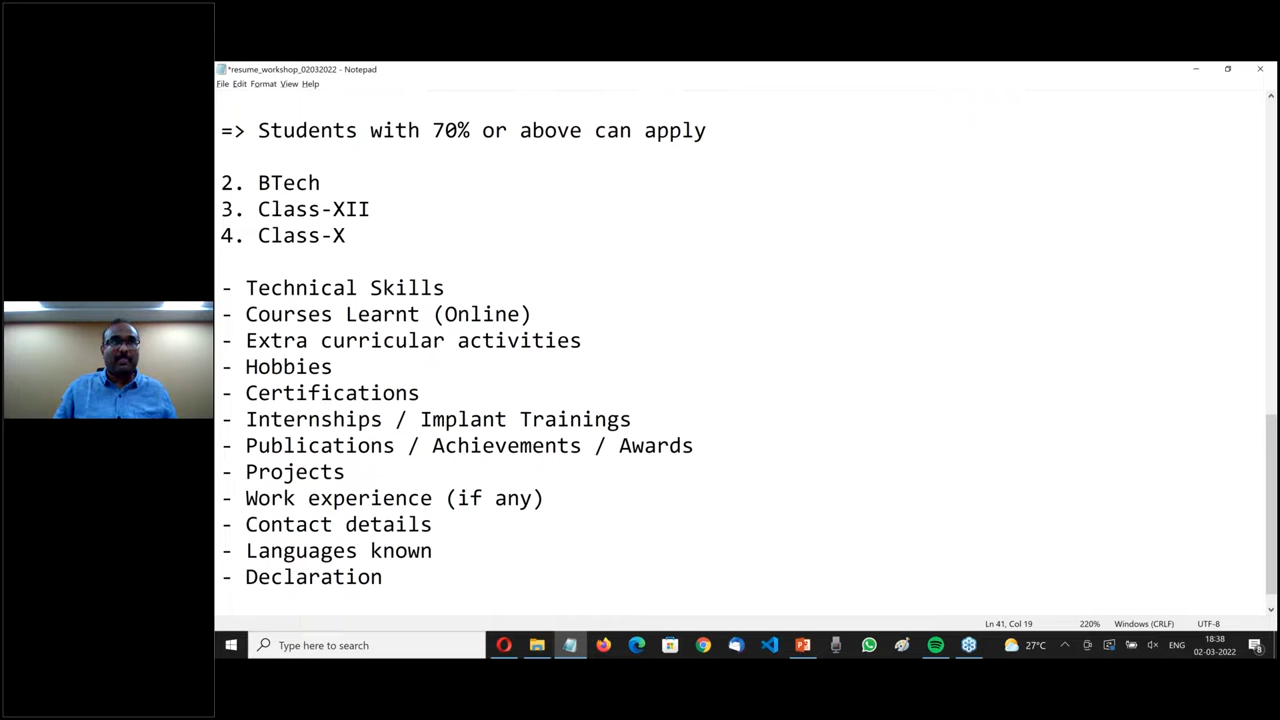 *resume_workshop_02032022 - Notepad
File Edit Format View Help
=> Students with 70% or above can apply
2. BTech
3. Class-XII
4. Class-X
- Technical Skills
- Courses Learnt (Online)
- Extra curricular activities
- Hobbies
- Certifications
- Internships / Implant Trainings
- Publications / Achievements / Awards
- Projects
- Work experience (if any)
- Contact details
- Languages known
- Declaration
Ln 41, Col 19 220% Windows (CRLF) UTF-8
Type here to search
27°C ENG
18:38
02-03-2022
8